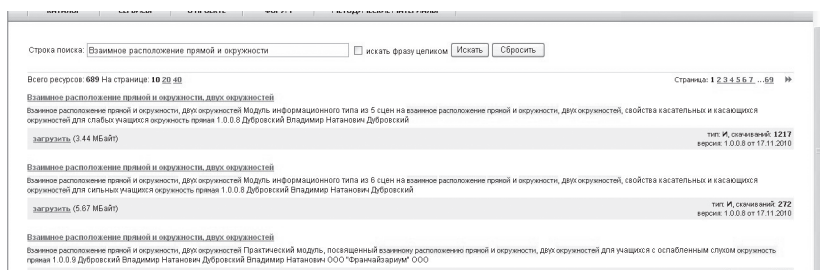 Строка поиска: Взаимное расположение прямой и окружности искать фразу целиком Искать Сбросить
Всего ресурсов: 689 На странице: 10 20 40 Страница: 1 2 3 4 5 6 7 ...69
Взаимное расположение прямой и окружности, двух окружностей
Взаимное расположение прямой и окружности, двух окружностей Модуль информационного типа из 5 сцен на взаимное расположение прямой и окружности, двух окружностей, свойства касательных и касающихся
окружностей для слабых учащихся окружность прямая 1.0.0.8 Дубровский Владимир Натанович Дубровский
загрузить (3.44 МБайт) тип: И, скачиваний: 1217
версия: 1.0.0.8 от 17.11.2010
Взаимное расположение прямой и окружности, двух окружностей
Взаимное расположение прямой и окружности, двух окружностей Модуль информационного типа из 6 сцен на взаимное расположение прямой и окружности, двух окружностей, свойства касательных и касающихся
окружностей для сильных учащихся окружность прямая 1.0.0.8 Дубровский Владимир Натанович Дубровский
загрузить (5.67 МБайт) тип: И, скачиваний: 272
версия: 1.0.0.8 от 17.11.2010
Взаимное расположение прямой и окружности, двух окружностей
Взаимное расположение прямой и окружности, двух окружностей Практический модуль, посвященный взаимному расположению прямой и окружности, двух окружностей для учащихся с ослабленным слухом окружность
прямая 1.0.0.9 Дубровский Владимир Натанович Дубровский Владимир Натанович ООО "Франчайзариум" ООО